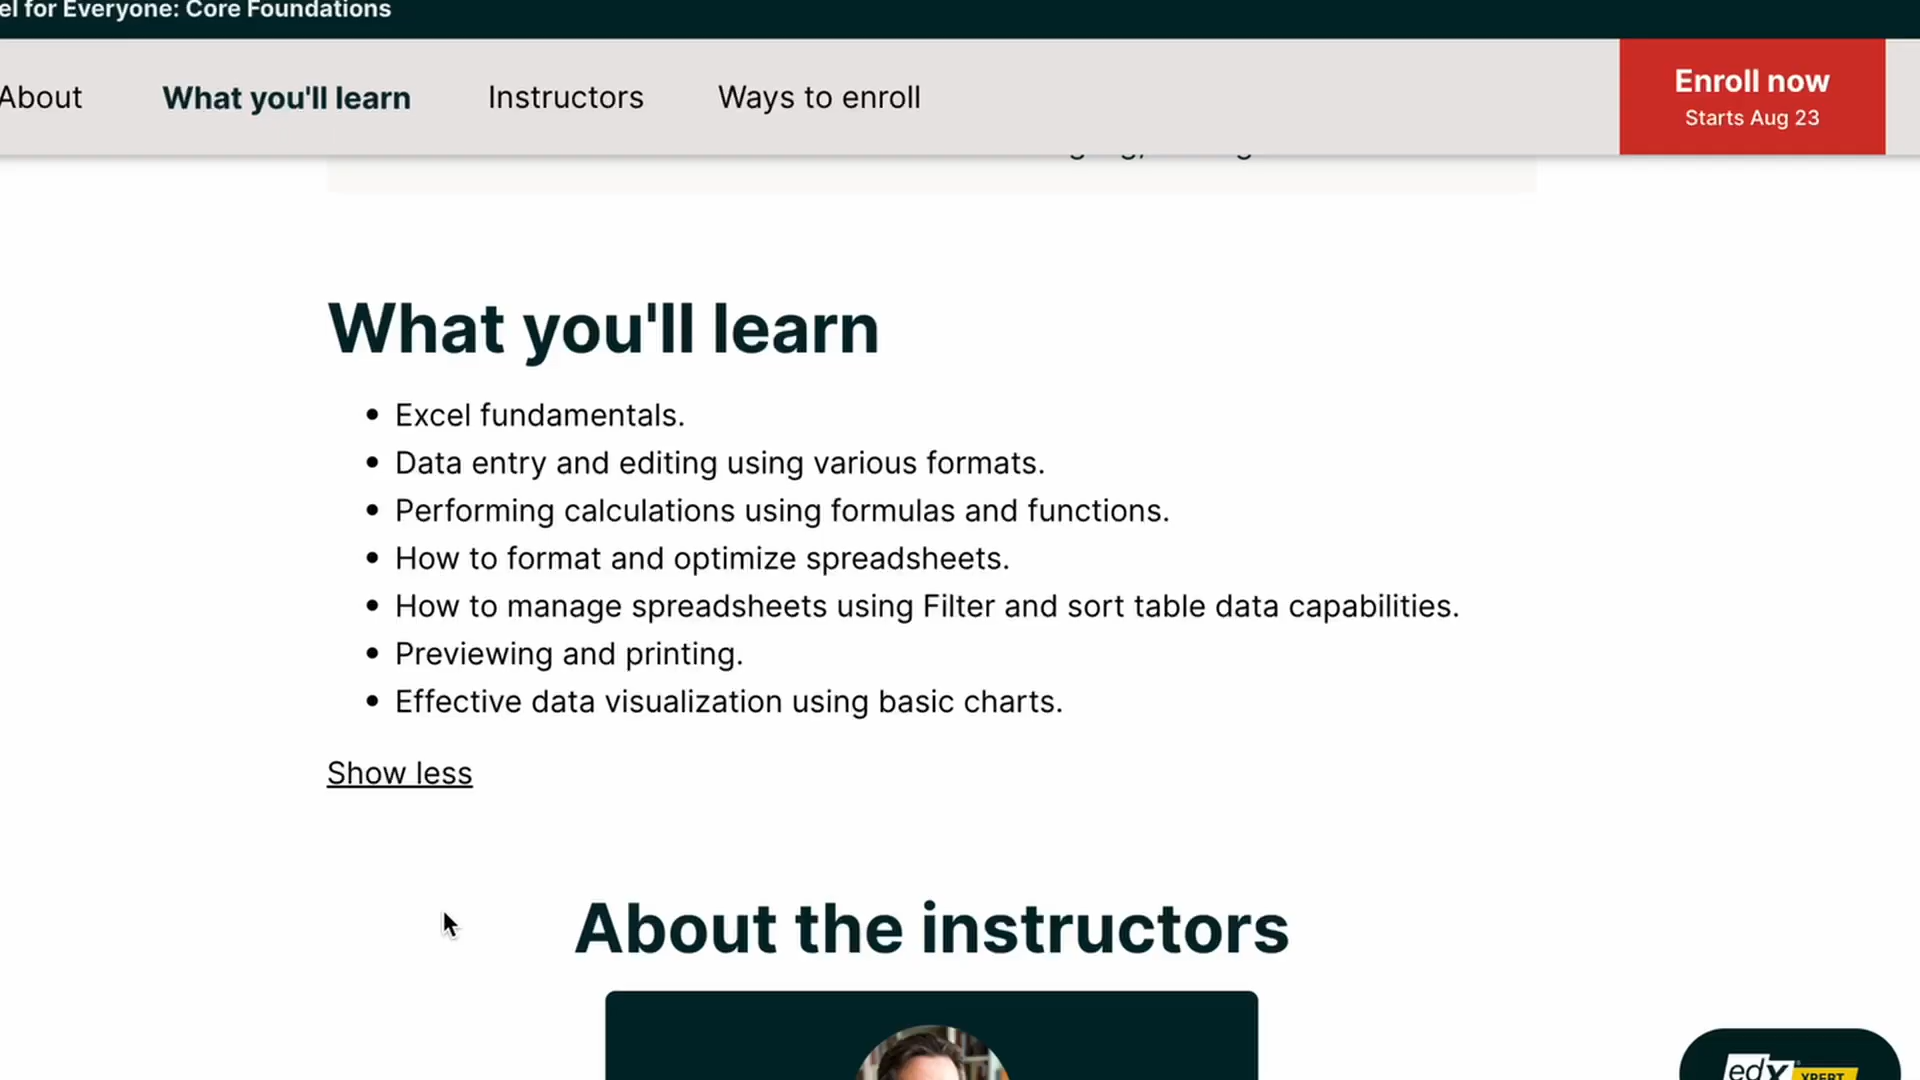 el for Everyone: Core Foundations
About
What you'll learn
Instructors
Ways to enroll
Enroll now
Starts Aug 23
What you'll learn
• Excel fundamentals.
• Data entry and editing using various formats.
• Performing calculations using formulas and functions.
• How to format and optimize spreadsheets.
• How to manage spreadsheets using Filter and sort table data capabilities.
• Previewing and printing.
• Effective data visualization using basic charts.
Show less
About the instructors
edX XPERT